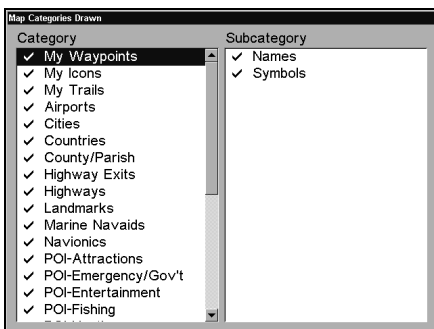 Map Categories Drawn
Category
My Waypoints
My Icons
My Trails
Airports
Cities
Countries
County/Parish
Highway Exits
Highways
Landmarks
Marine Navaids
Navionics
POI-Attractions
POI-Emergency/Gov't
POI-Entertainment
POI-Fishing
Subcategory
Names
Symbols